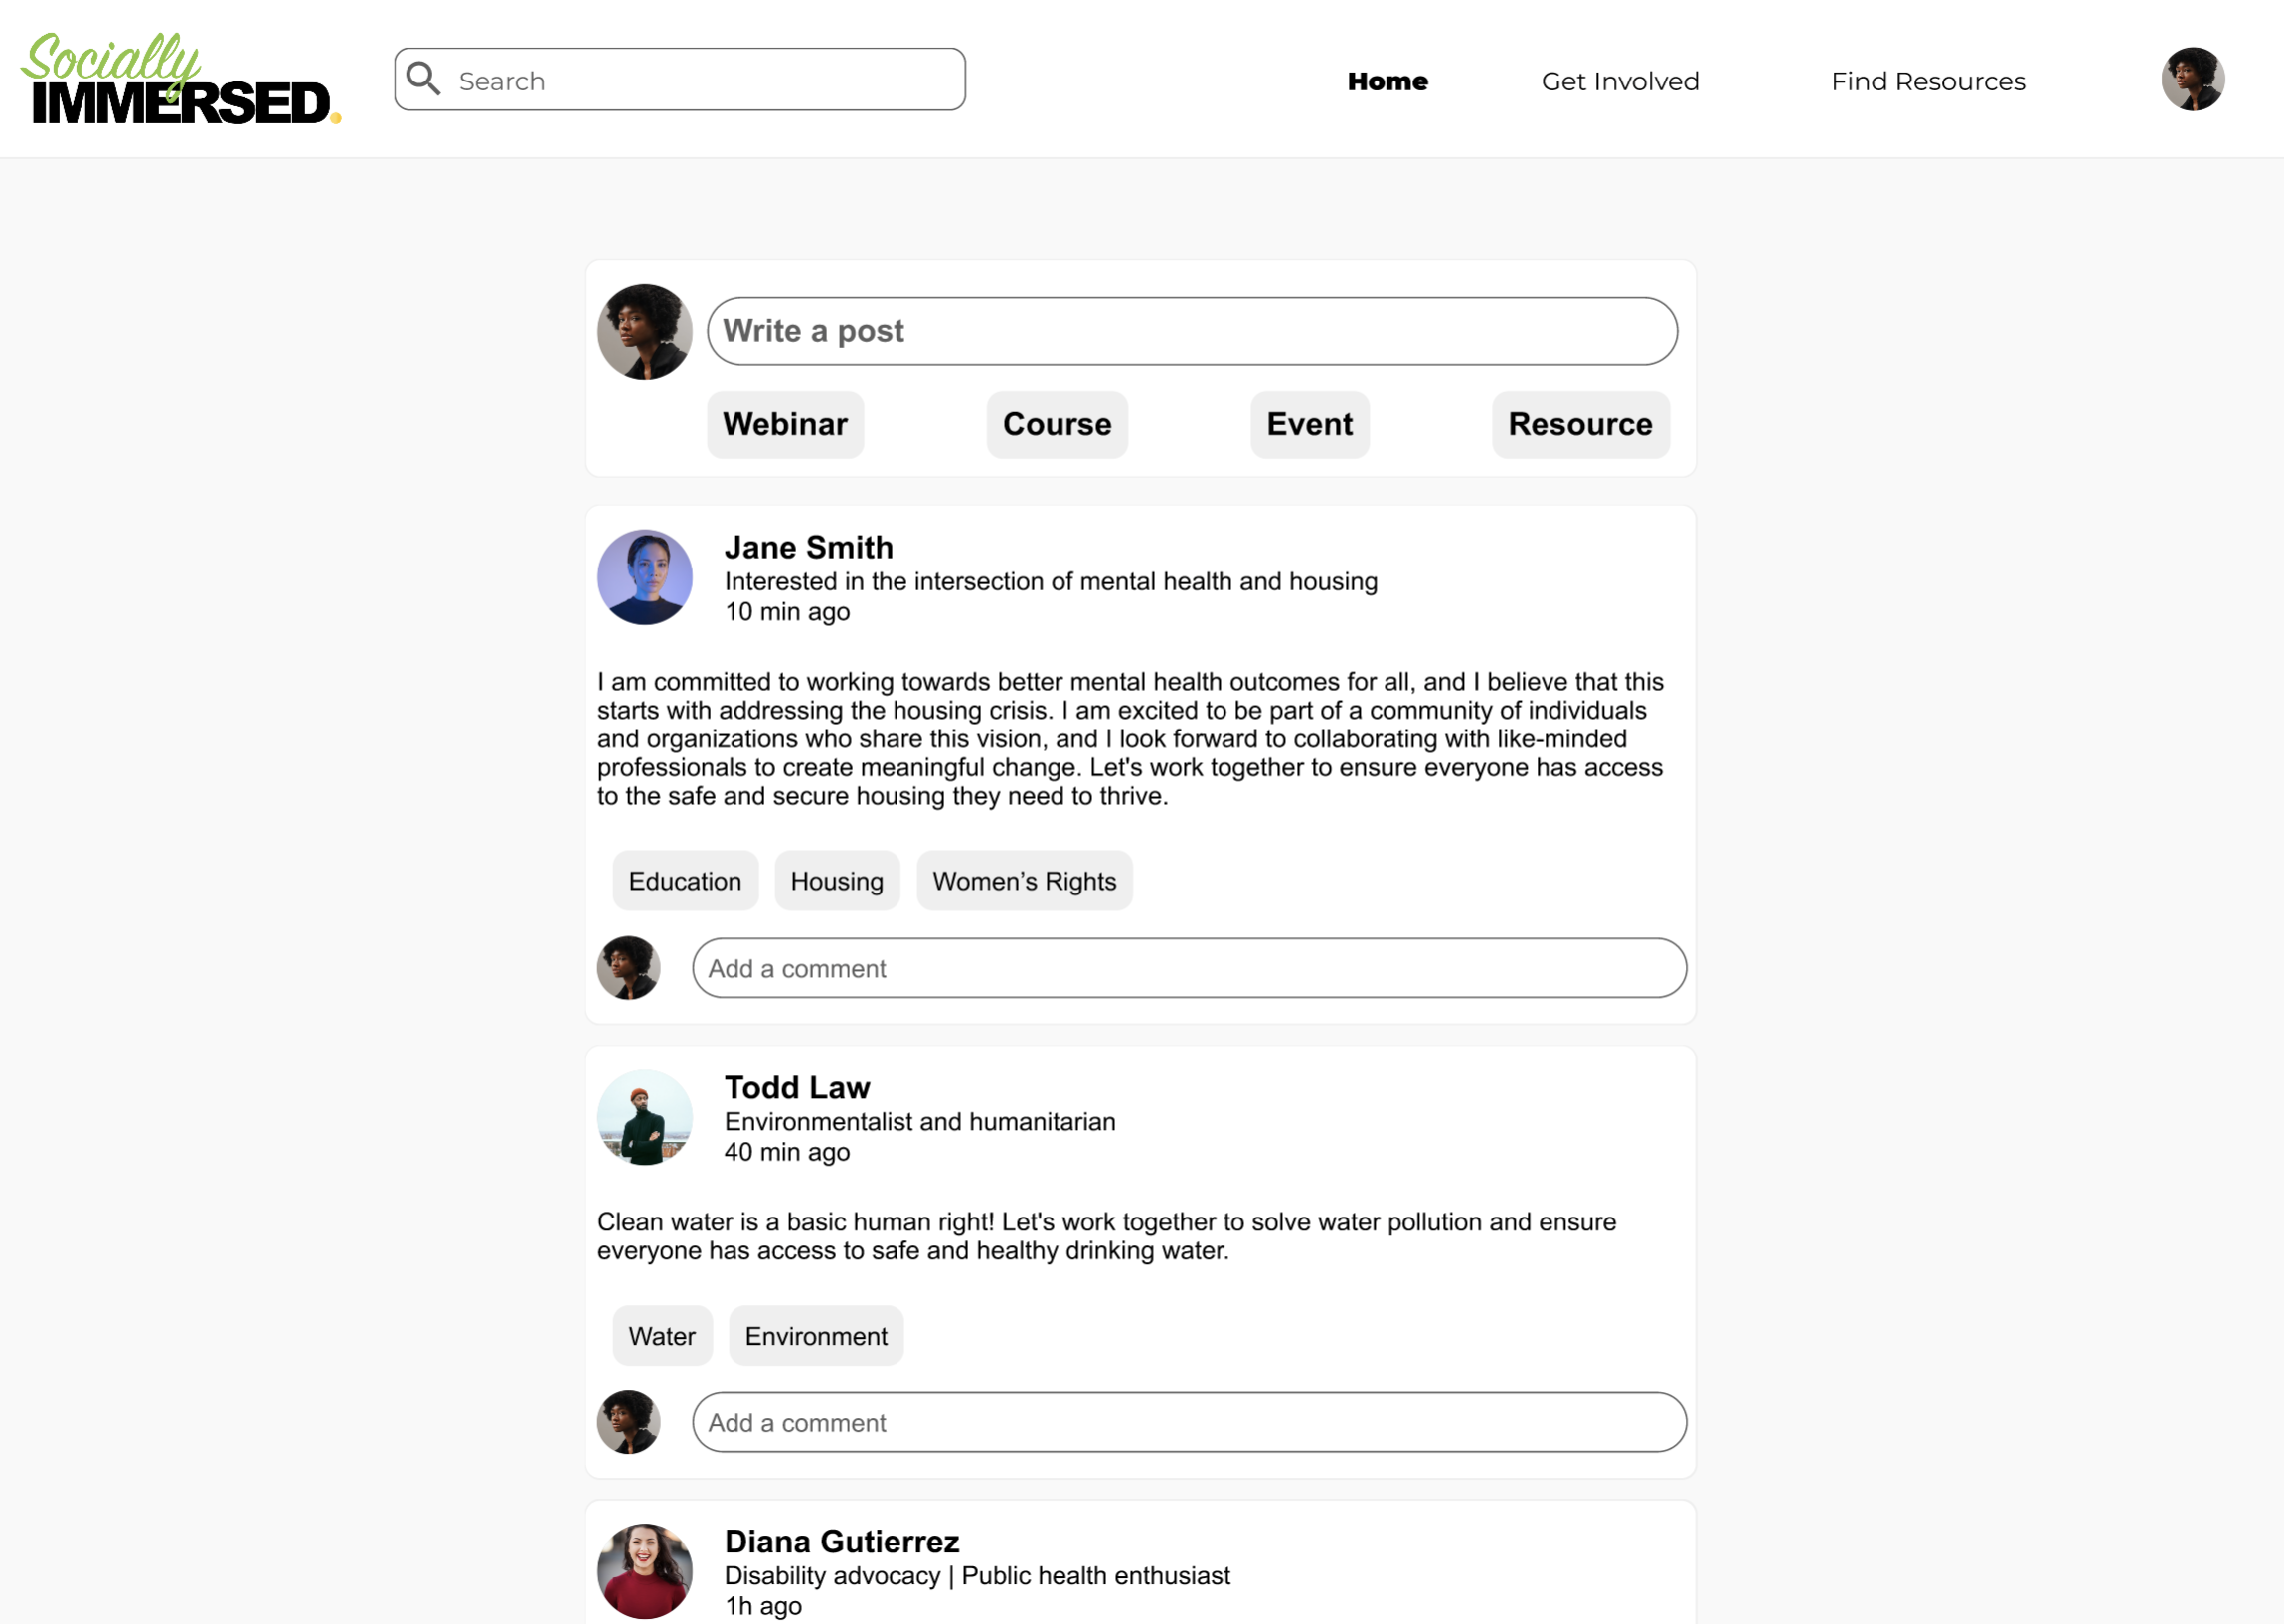 Socially
IMMERSED.
Search
Home
Get Involved
Find Resources
Write a post
Webinar
Course
Event
Resource
Jane Smith
Interested in the intersection of mental health and housing
10 min ago
I am committed to working towards better mental health outcomes for all, and I believe that this
starts with addressing the housing crisis. I am excited to be part of a community of individuals
and organizations who share this vision, and I look forward to collaborating with like-minded
professionals to create meaningful change. Let's work together to ensure everyone has access
to the safe and secure housing they need to thrive.
Education
Housing
Women’s Rights
Add a comment
Todd Law
Environmentalist and humanitarian
40 min ago
Clean water is a basic human right! Let's work together to solve water pollution and ensure
everyone has access to safe and healthy drinking water.
Water
Environment
Add a comment
Diana Gutierrez
Disability advocacy | Public health enthusiast
1h ago